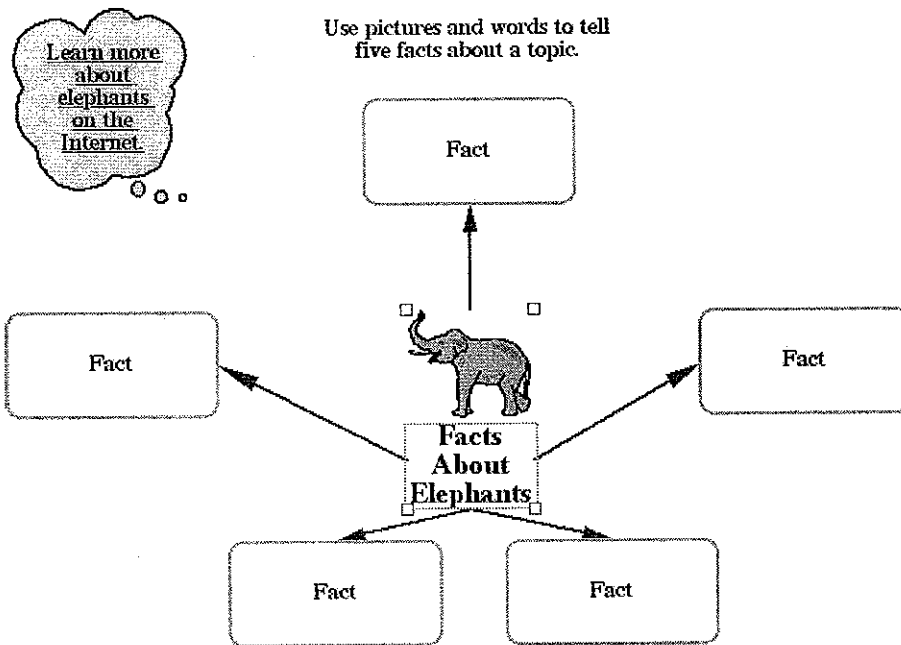 Learn more
about
elephants
on the
Internet.
Use pictures and words to tell
five facts about a topic.
Fact
Fact
Fact
Facts
About
Elephants
Fact
Fact